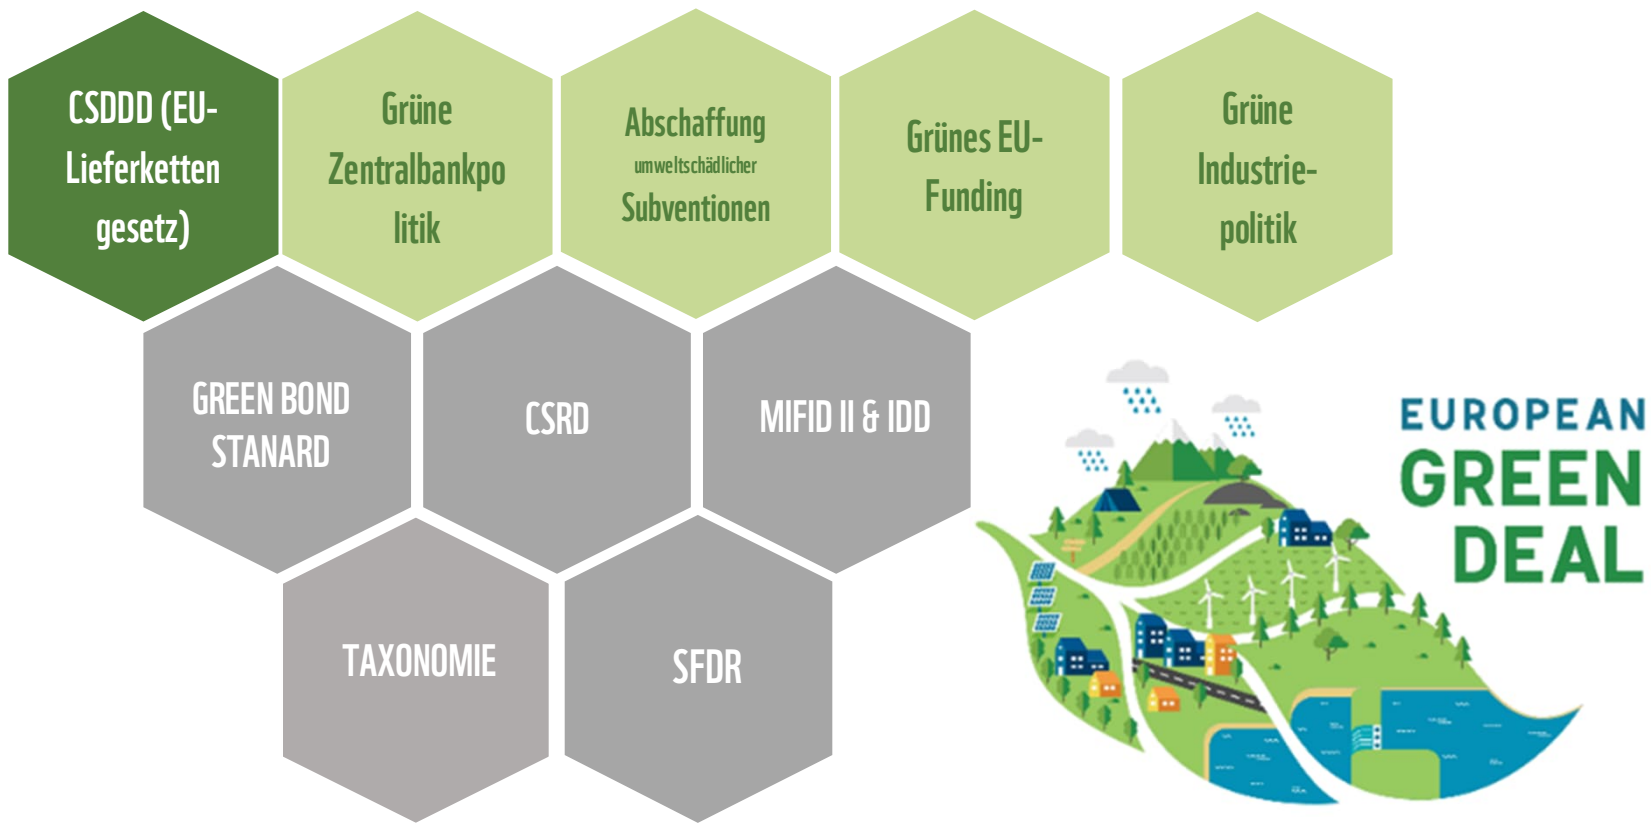 CSDDD (EU-
Lieferketten
gesetz)
Grüne
Zentralbankpo
litik
Abschaffung
umweltschädlicher
Subventionen
Grünes EU-
Funding
Grüne
Industrie-
politik
GREEN BOND
STANARD
CSRD
MIFID II & IDD
TAXONOMIE
SFDR
EUROPEAN
GREEN
DEAL